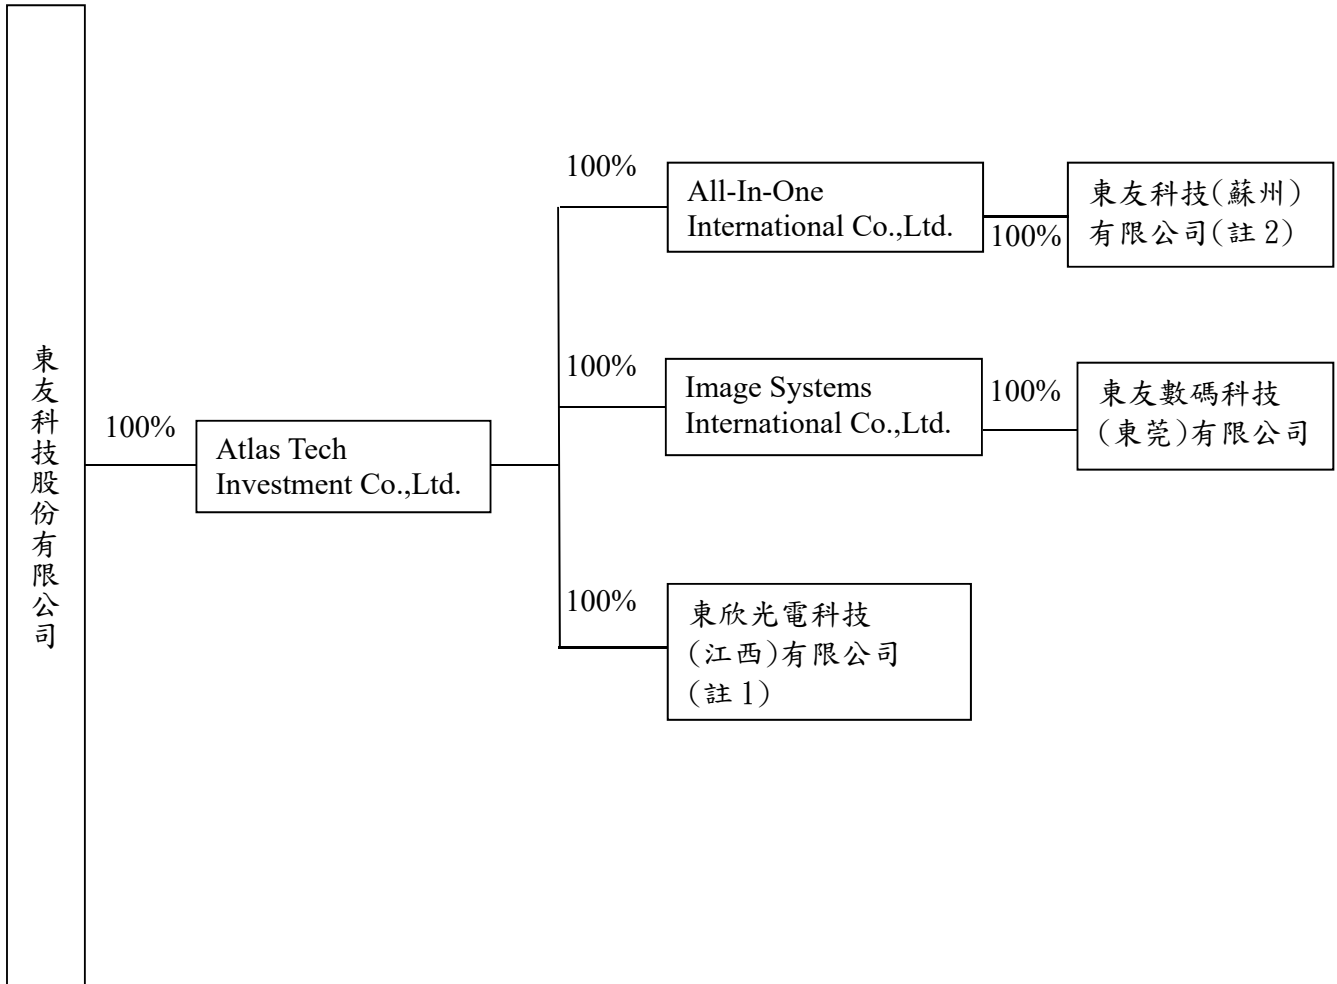 東友科技股份有限公司
100%
Atlas Tech
Investment Co.,Ltd.
100%
All-In-One
International Co.,Ltd.
100%
東友科技(蘇州)
有限公司(註 2)
100%
Image Systems
International Co.,Ltd.
100%
東友數碼科技
(東莞)有限公司
100%
東欣光電科技
(江西)有限公司
(註 1)